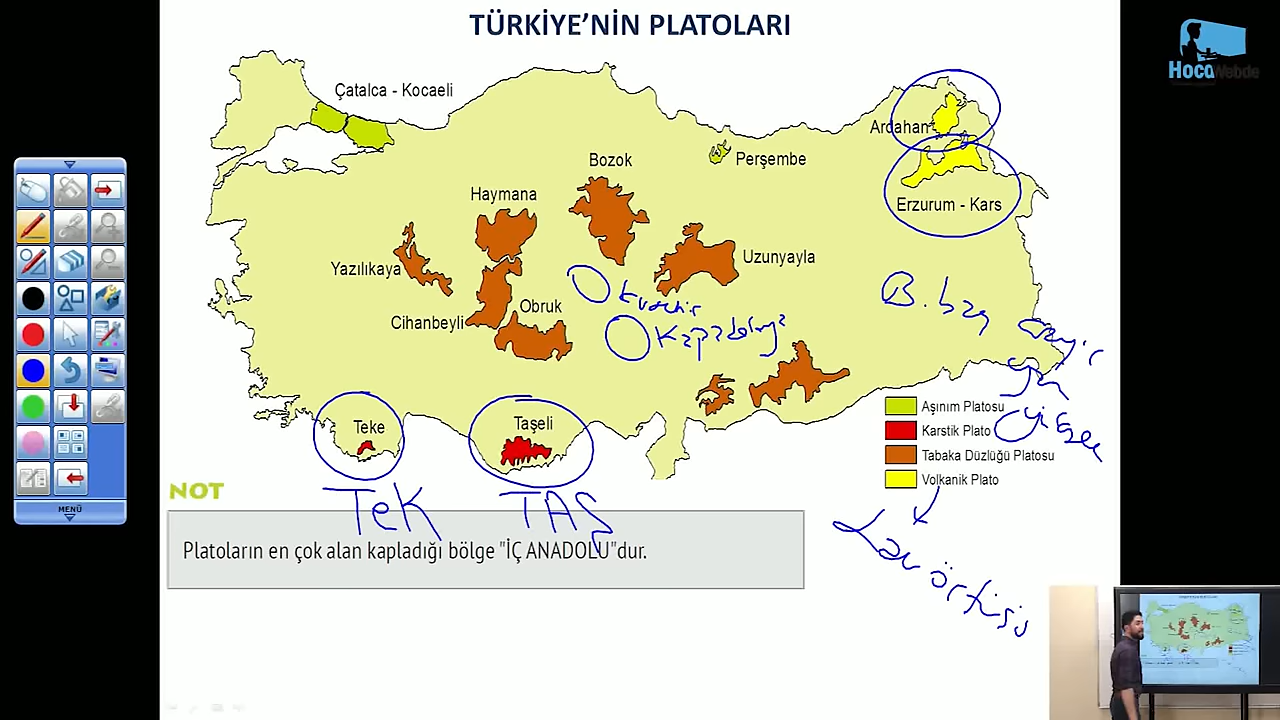 TÜRKİYE'NİN PLATOLARI
HocaWebde
Çatalca - Kocaeli
Ardahan
Perşembe
Bozok
Haymana
Erzurum - Kars
Uzunyayla
Yazılıkaya
Obruk
Cihanbeyli
Kapadokya
Teke
Taşeli
Aşınım Platosu
Karstik Plato
Tabaka Düzlüğü Platosu
Volkanik Plato
TeK
TAŞ
Lav örtüsü
NOT
Platoların en çok alan kapladığı bölge "İÇ ANADOLU"dur.
MENÜ